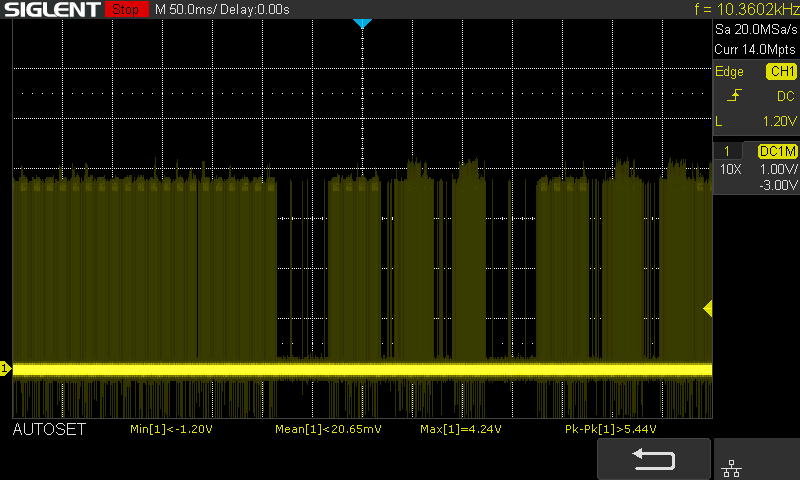 SIGLENT Stop M 50.0ms/ Delay:0.00s f = 10.3602kHz
Sa 20.0MSa/s
Curr 14.0Mpts
Edge CH1
DC
L 1.20V
1 DC1M
10X 1.00V/
-3.00V
1
AUTOSET Min[1]<-1.20V Mean[1]<20.65mV Max[1]=4.24V Pk-Pk[1]>5.44V